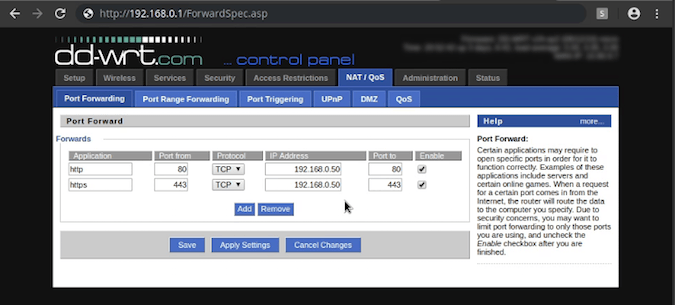 http://192.168.0.1/ForwardSpec.asp
S
dd-wrt.com ... control panel
Setup Wireless Services Security Access Restrictions NAT / QoS Administration Status
Port Forwarding Port Range Forwarding Port Triggering UPnP DMZ QoS
Port Forward
Forwards
Application Port from Protocol IP Address Port to Enable
http 80 TCP 192.168.0.50 80
https 443 TCP 192.168.0.50 443
Add Remove
Save Apply Settings Cancel Changes
Help more...
Port Forward:
Certain applications may require to
open specific ports in order for it to
function correctly. Examples of these
applications include servers and
certain online games. When a request
for a certain port comes in from the
Internet, the router will route the data
to the computer you specify. Due to
security concerns, you may want to
limit port forwarding to only those ports
you are using, and uncheck the
Enable checkbox after you are
finished.